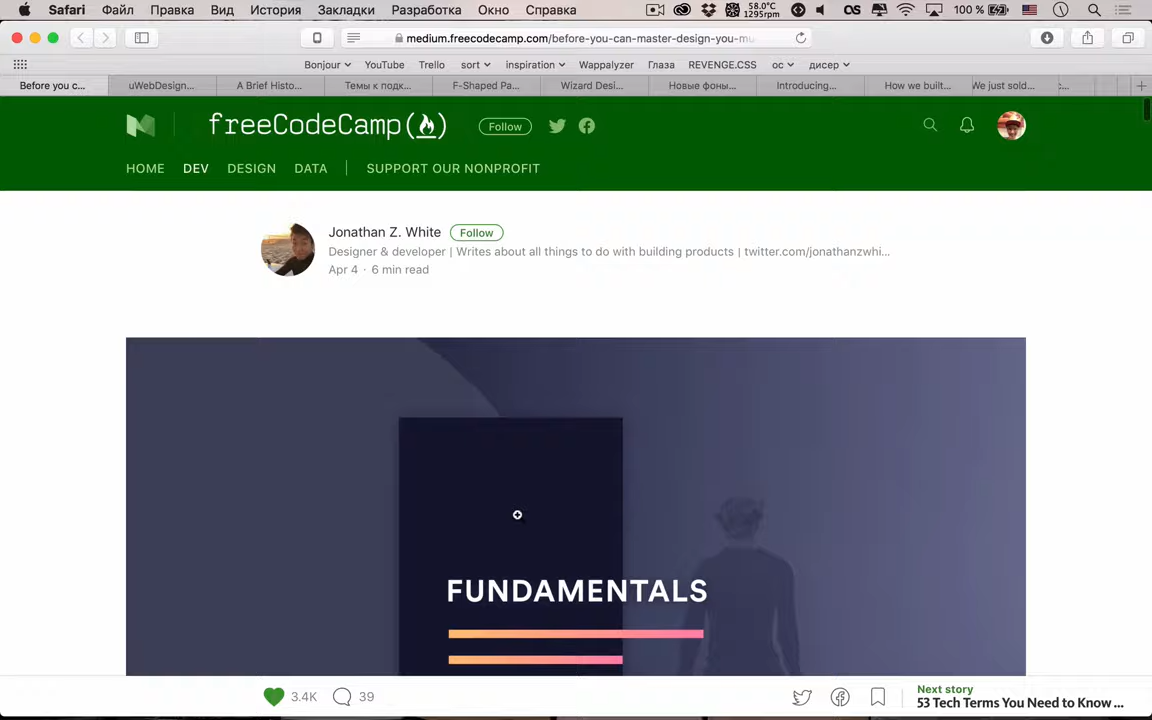 Safari Файл Правка Вид История Закладки Разработка Окно Справка 58.0°C 1295rpm 100 %
medium.freecodecamp.com/before-you-can-master-design-you-mu
Bonjour YouTube Trello sort inspiration Wappalyzer Глаза REVENGE.CSS ос дисер
Before you c... uWebDesign... A Brief Histo... Темы к подк... F-Shaped Pa... Wizard Desi... Новые фоны... Introducing... How we built... We just sold...
freeCodeCamp Follow
HOME DEV DESIGN DATA SUPPORT OUR NONPROFIT
Jonathan Z. White Follow
Designer & developer | Writes about all things to do with building products | twitter.com/jonathanzwhi...
Apr 4 · 6 min read
FUNDAMENTALS
3.4K 39
Next story
53 Tech Terms You Need to Know ...